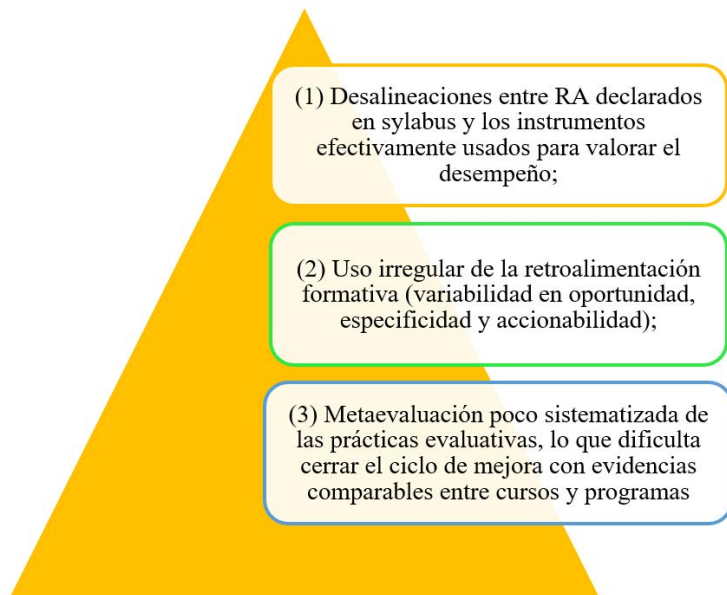 (1) Desalineaciones entre RA declarados
en sylabus y los instrumentos
efectivamente usados para valorar el
desempeño;
(2) Uso irregular de la retroalimentación
formativa (variabilidad en oportunidad,
especificidad y accionabilidad);
(3) Metaevaluación poco sistematizada de
las prácticas evaluativas, lo que dificulta
cerrar el ciclo de mejora con evidencias
comparables entre cursos y programas